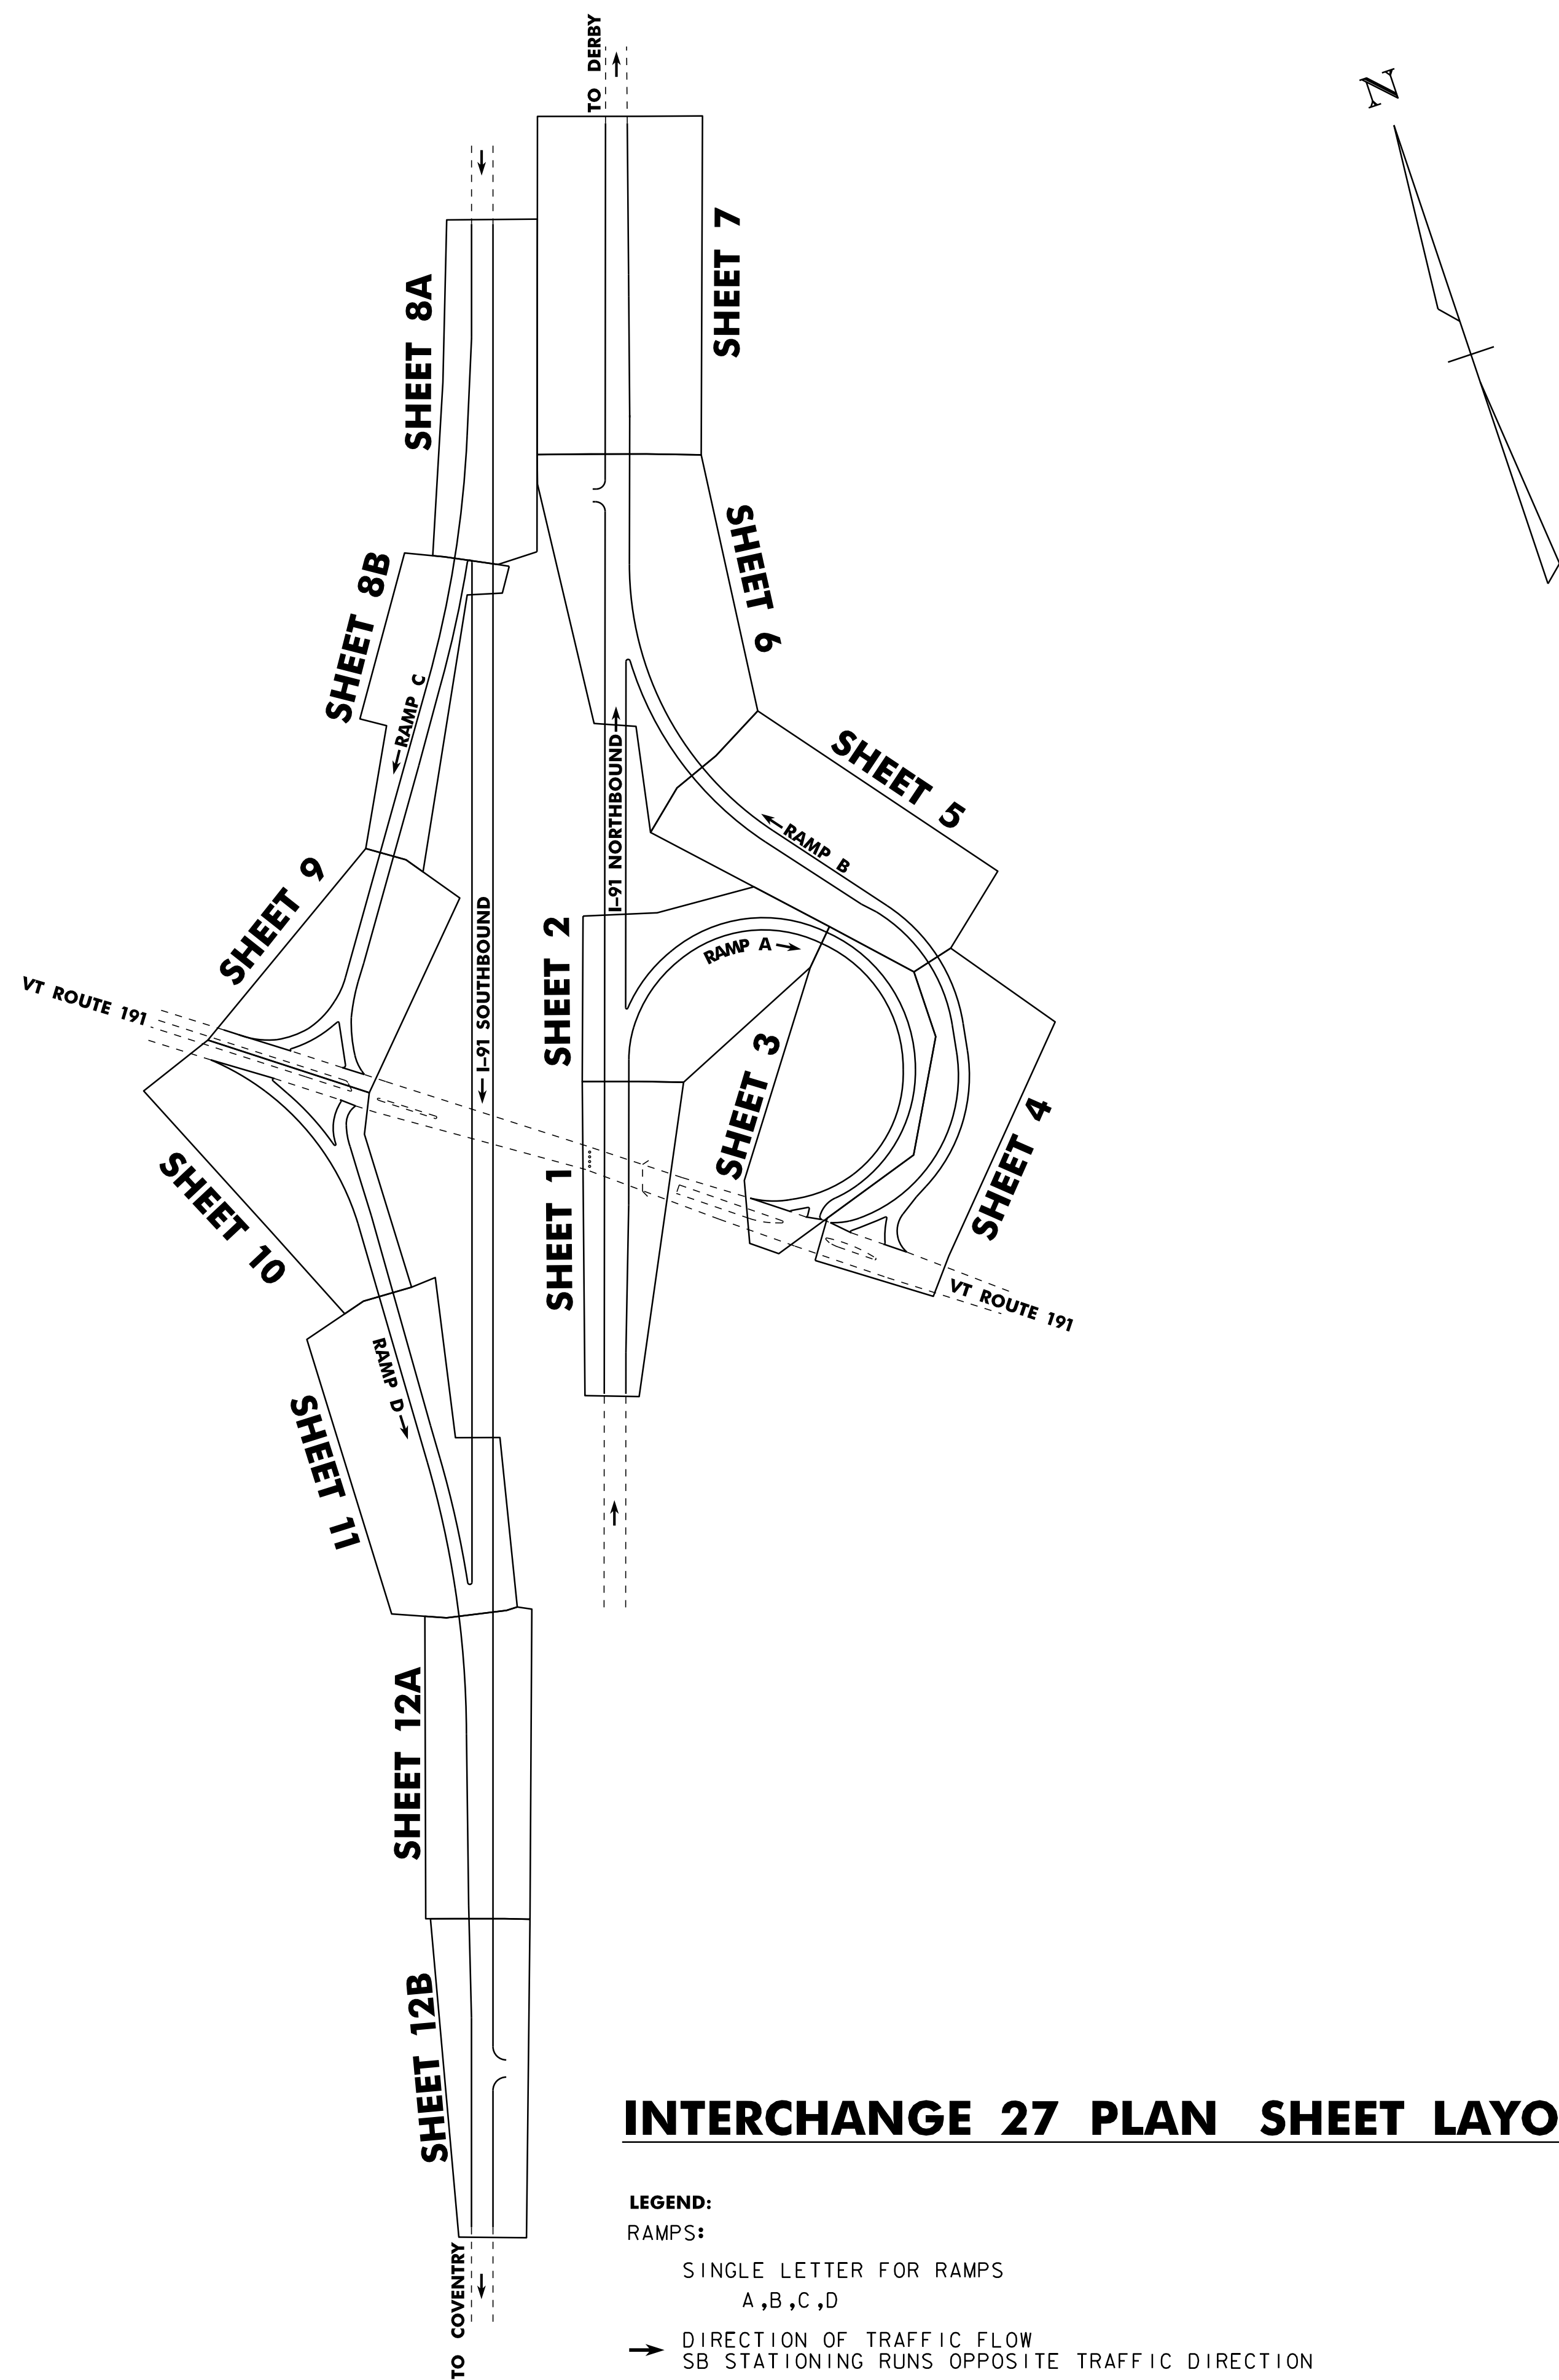 TO DERBY
N
SHEET 7
SHEET 8A
SHEET 6
SHEET 8B
RAMP C
I-91 NORTHBOUND
SHEET 5
RAMP B
SHEET 9
I-91 SOUTHBOUND
SHEET 2
RAMP A
VT ROUTE 191
SHEET 3
SHEET 4
SHEET 10
SHEET 1
VT ROUTE 191
RAMP D
SHEET 11
SHEET 12A
SHEET 12B
INTERCHANGE 27 PLAN SHEET LAYO
LEGEND:
RAMPS:
SINGLE LETTER FOR RAMPS
A,B,C,D
TO COVENTRY
DIRECTION OF TRAFFIC FLOW
SB STATIONING RUNS OPPOSITE TRAFFIC DIRECTION